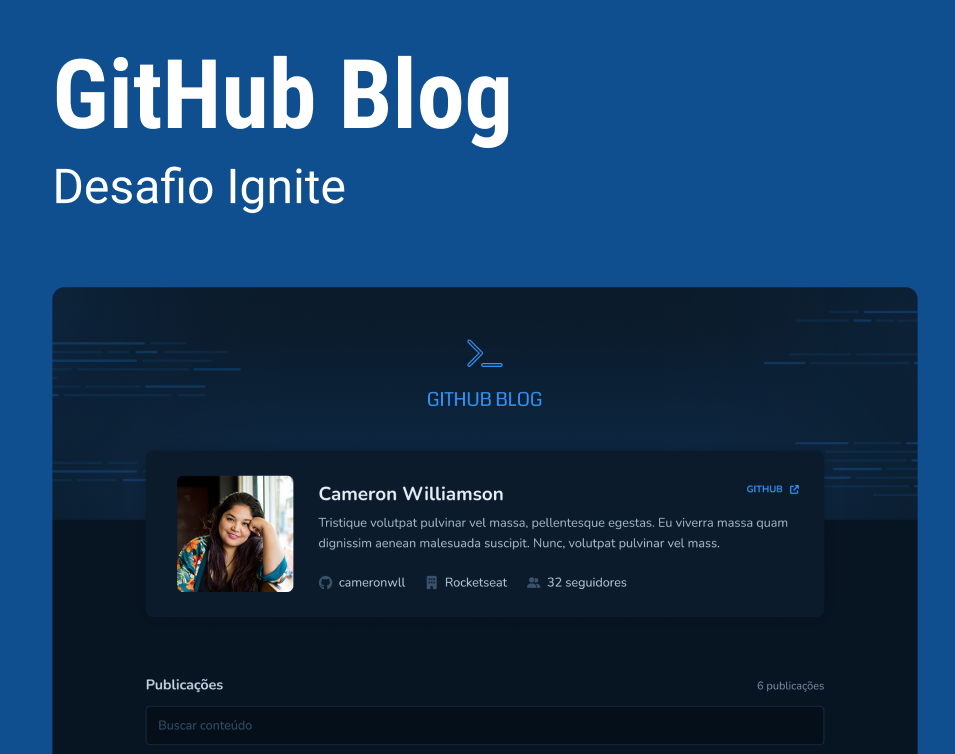 GitHub Blog
Desafio Ignite
GITHUB BLOG
Cameron Williamson
GITHUB
Tristique volutpat pulvinar vel massa, pellentesque egestas. Eu viverra massa quam
dignissim aenean malesuada suscipit. Nunc, volutpat pulvinar vel mass.
cameronwll Rocketseat 32 seguidores
Publicações 6 publicações
Buscar conteúdo